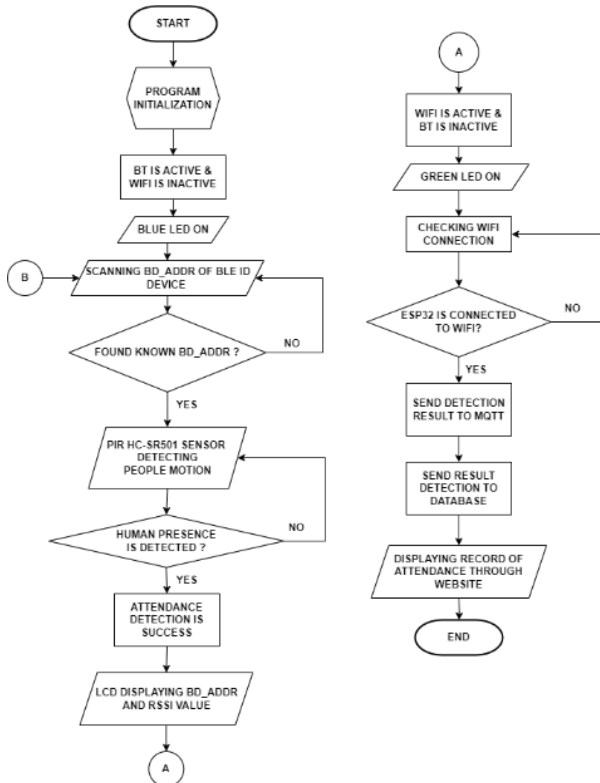 START
PROGRAM
INITIALIZATION
BT IS ACTIVE &
WIFI IS INACTIVE
BLUE LED ON
B
SCANNING BD_ADDR OF BLE ID
DEVICE
FOUND KNOWN BD_ADDR ?
NO
YES
PIR HC-SR501 SENSOR
DETECTING
PEOPLE MOTION
HUMAN PRESENCE
IS DETECTED ?
NO
YES
ATTENDANCE
DETECTION IS
SUCCESS
LCD DISPLAYING BD_ADDR
AND RSSI VALUE
A
A
WIFI IS ACTIVE &
BT IS INACTIVE
GREEN LED ON
CHECKING WIFI
CONNECTION
ESP32 IS CONNECTED
TO WIFI?
NO
YES
SEND DETECTION
RESULT TO MQTT
SEND RESULT
DETECTION TO
DATABASE
DISPLAYING RECORD OF
ATTENDANCE THROUGH
WEBSITE
END